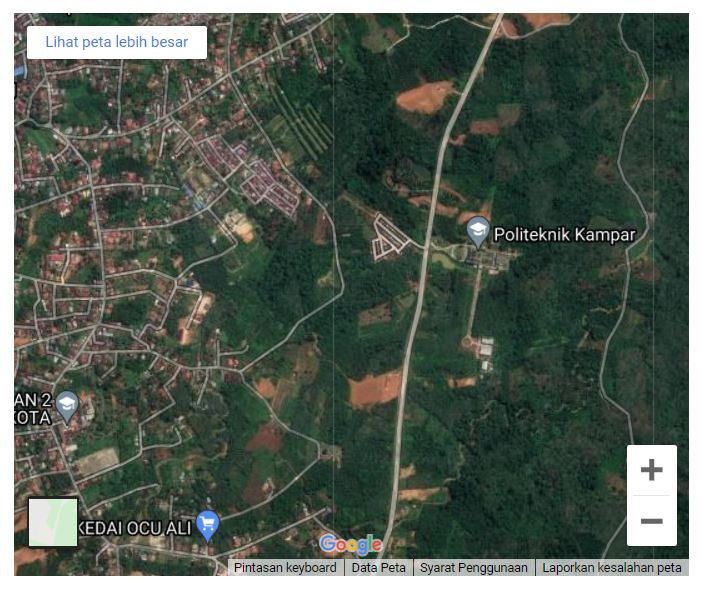 Lihat peta lebih besar
Politeknik Kampar
AN 2
KOTA
KEDAI OCU ALI
Google
Pintasan keyboard
Data Peta
Syarat Penggunaan
Laporkan kesalahan peta